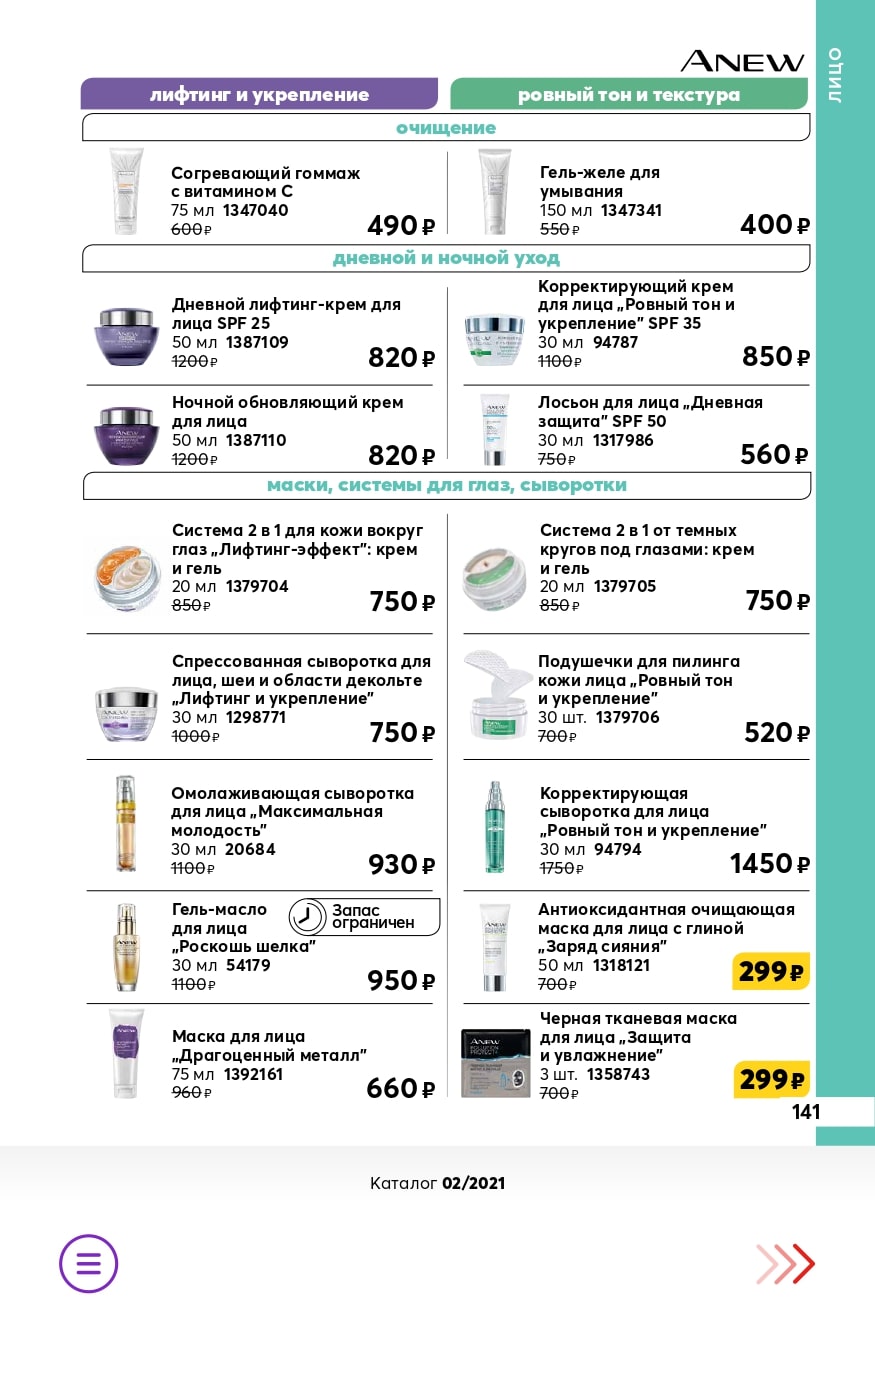 ANEW
ЛИЦО
лифтинг и укрепление
ровный тон и текстура
очищение
Согревающий гоммаж
с витамином С
75 мл 1347040
600₽
490₽
Гель-желе для
умывания
150 мл 1347341
550₽
400₽
дневной и ночной уход
Дневной лифтинг-крем для
лица SPF 25
50 мл 1387109
1200₽
820₽
Корректирующий крем
для лица „Ровный тон и
укрепление” SPF 35
30 мл 94787
1100₽
850₽
Ночной обновляющий крем
для лица
50 мл 1387110
1200₽
820₽
Лосьон для лица „Дневная
защита” SPF 50
30 мл 1317986
750₽
560₽
маски, системы для глаз, сыворотки
Система 2 в 1 для кожи вокруг
глаз „Лифтинг-эффект”: крем
и гель
20 мл 1379704
850₽
750₽
Система 2 в 1 от темных
кругов под глазами: крем
и гель
20 мл 1379705
850₽
750₽
Спрессованная сыворотка для
лица, шеи и области декольте
„Лифтинг и укрепление”
30 мл 1298771
1000₽
750₽
Подушечки для пилинга
кожи лица „Ровный тон
и укрепление”
30 шт. 1379706
700₽
520₽
Омолаживающая сыворотка
для лица „Максимальная
молодость”
30 мл 20684
1100₽
930₽
Корректирующая
сыворотка для лица
„Ровный тон и укрепление”
30 мл 94794
1750₽
1450₽
Гель-масло
для лица
„Роскошь шелка”
30 мл 54179
1100₽
950₽
Запас
ограничен
Антиоксидантная очищающая
маска для лица с глиной
„Заряд сияния”
50 мл 1318121
700₽
299₽
Маска для лица
„Драгоценный металл”
75 мл 1392161
960₽
660₽
Черная тканевая маска
для лица „Защита
и увлажнение”
3 шт. 1358743
700₽
299₽
141
Каталог 02/2021